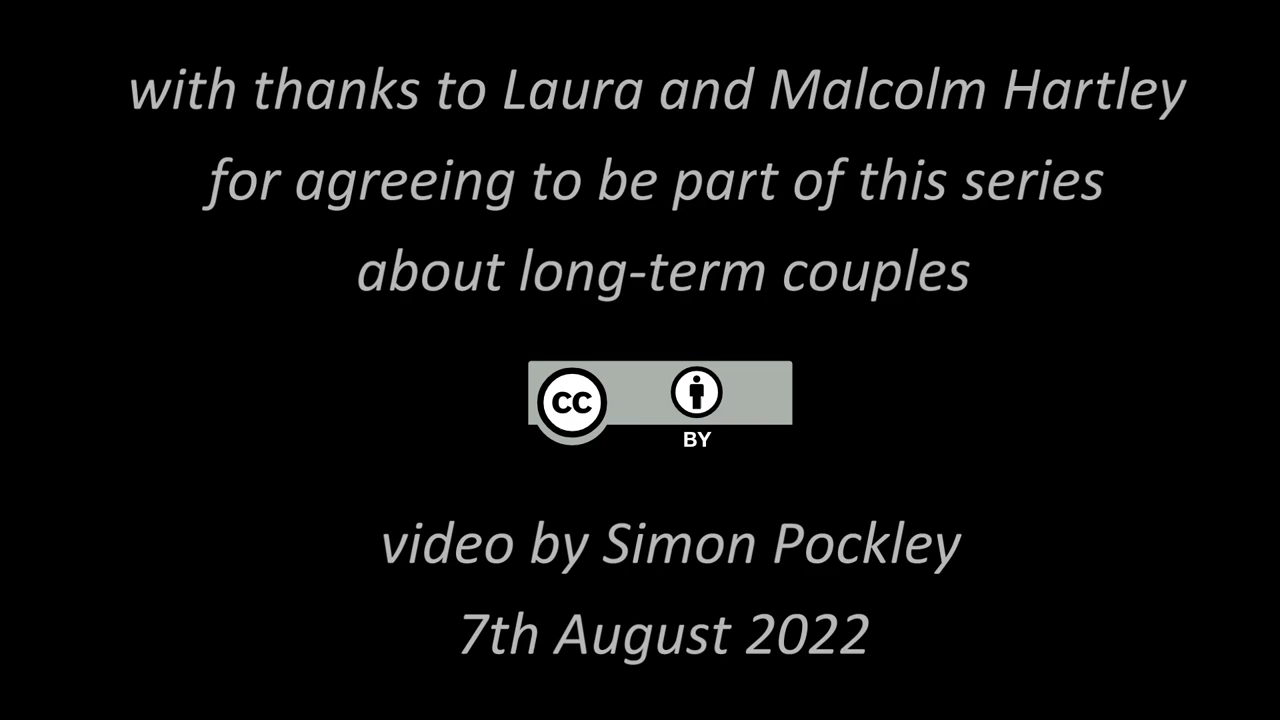 with thanks to Laura and Malcolm Hartley
for agreeing to be part of this series
about long-term couples
CC
BY
video by Simon Pockley
7th August 2022